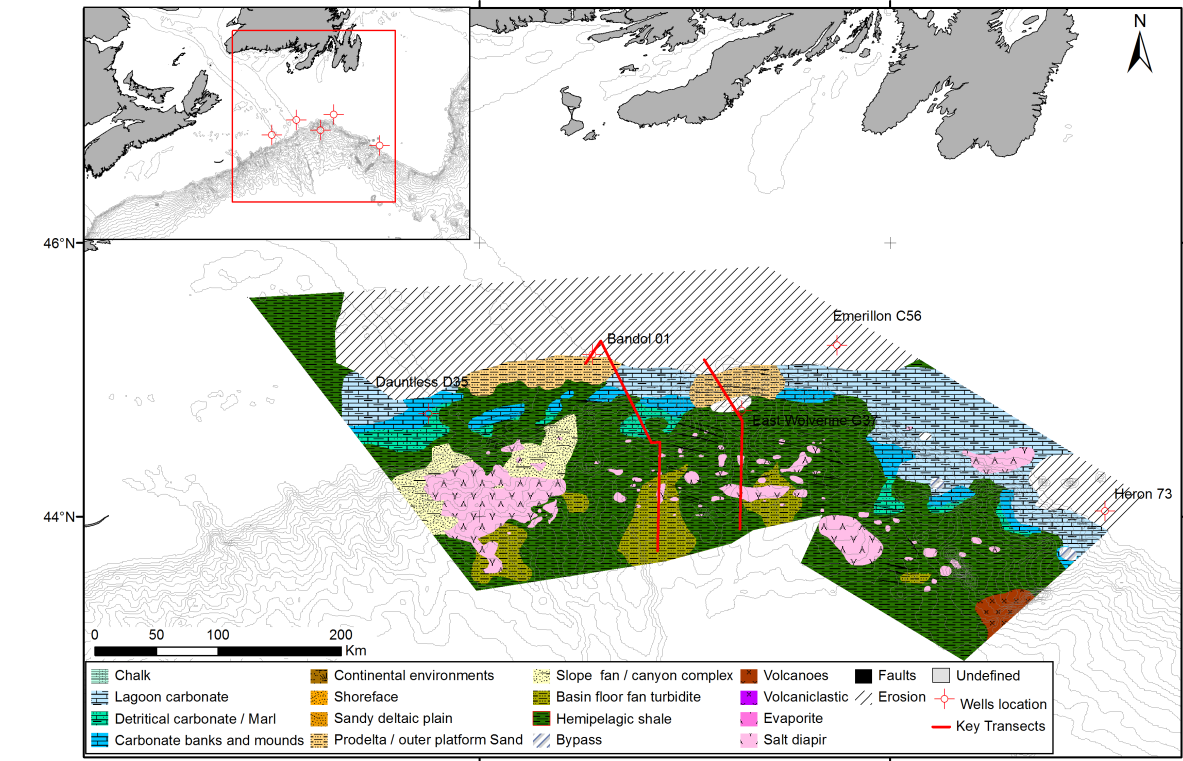 N
46°N
Emerillon C56
Bandol 01
Dauntless D35
East Wolverine
Heron 73
44°N
0 50 100 200
Km
Chalk
Lagoon carbonate
Detritical carbonate / Marl
Carbonate banks and mounds
Continental environments
Shoreface
Sandy deltaic plain
Prodelta / outer platform Sand
Slope fan / canyon complex
Basin floor fan turbidite
Hemipelagic shale
Bypass
Volcanoes
Volcaniclastic
Evaporite
Salt diapir
Faults
Erosion
Undefined
Wells location
Key Transects